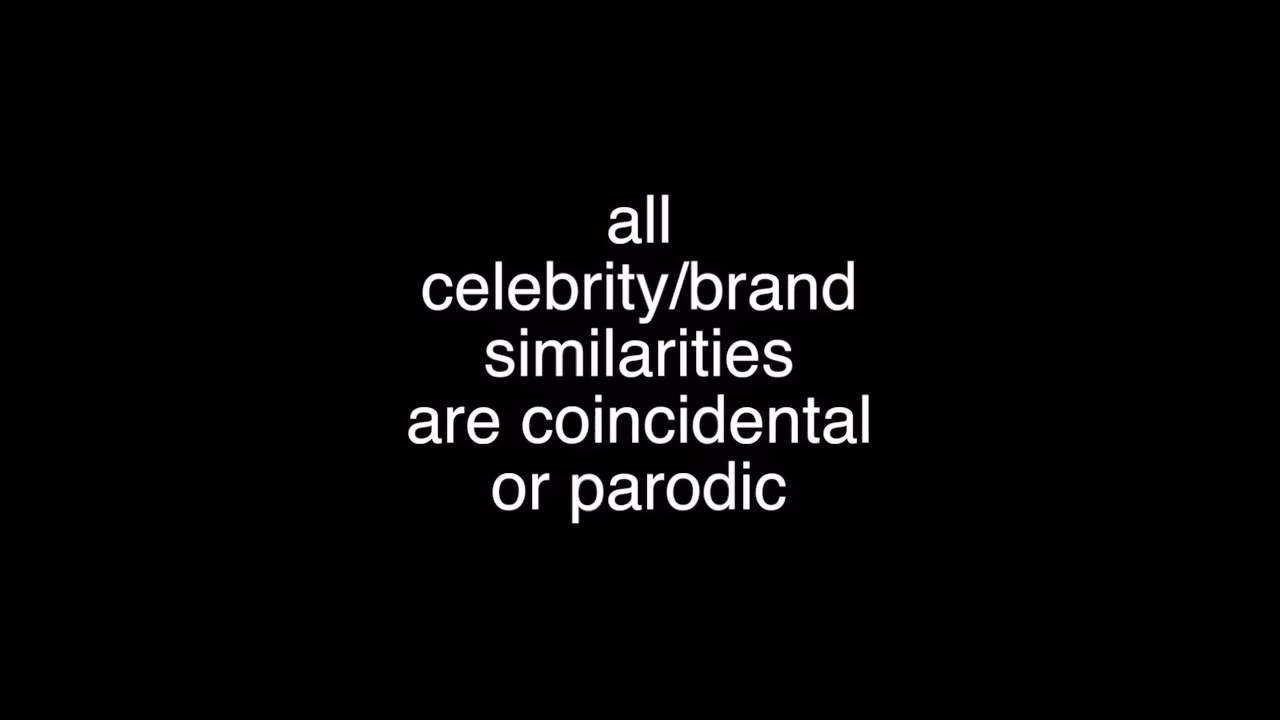 all
celebrity/brand
similarities
are coincidental
or parodic